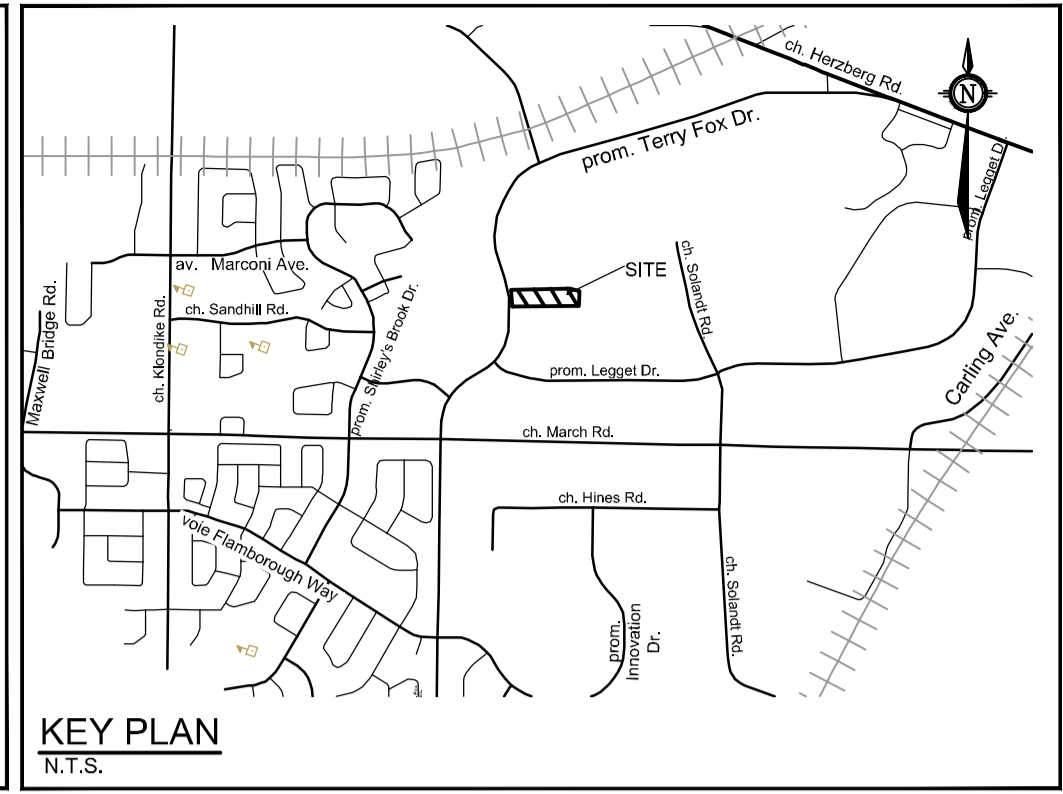 ch. Herzberg Rd.
N
prom. Terry Fox Dr.
prom. Legget D.
SITE
ch. Solandt Rd.
av. Marconi Ave.
ch. Sandhill Rd.
Maxwell Bridge Rd.
ch. Klondike Rd.
prom. Shirley's Brook Dr.
prom. Legget Dr.
Carling Ave.
ch. March Rd.
ch. Hines Rd.
voie Flamborough Way
prom.
Innovation
Dr.
ch. Solandt Rd.
KEY PLAN
N.T.S.